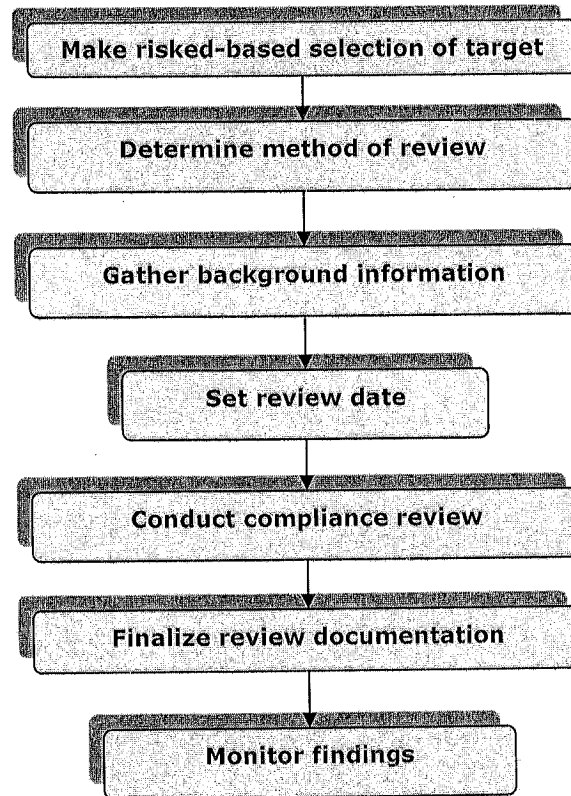 Make risked-based selection of target
Determine method of review
Gather background information
Set review date
Conduct compliance review
Finalize review documentation
Monitor findings